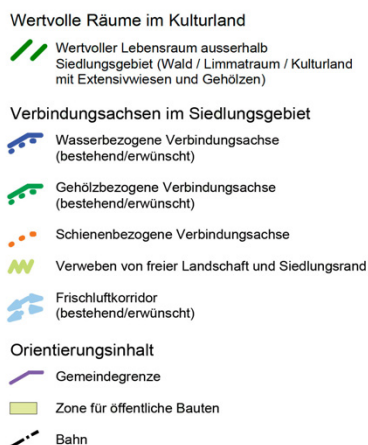 Wertvolle Räume im Kulturland
Wertvoller Lebensraum ausserhalb
Siedlungsgebiet (Wald / Limmatraum / Kulturland
mit Extensivwiesen und Gehölzen)
Verbindungsachsen im Siedlungsgebiet
Wasserbezogene Verbindungsachse
(bestehend/erwünscht)
Gehölzbezogene Verbindungsachse
(bestehend/erwünscht)
Schienenbezogene Verbindungsachse
Verweben von freier Landschaft und Siedlungsrand
Frischluftkorridor
(bestehend/erwünscht)
Orientierungsinhalt
Gemeindegrenze
Zone für öffentliche Bauten
Bahn